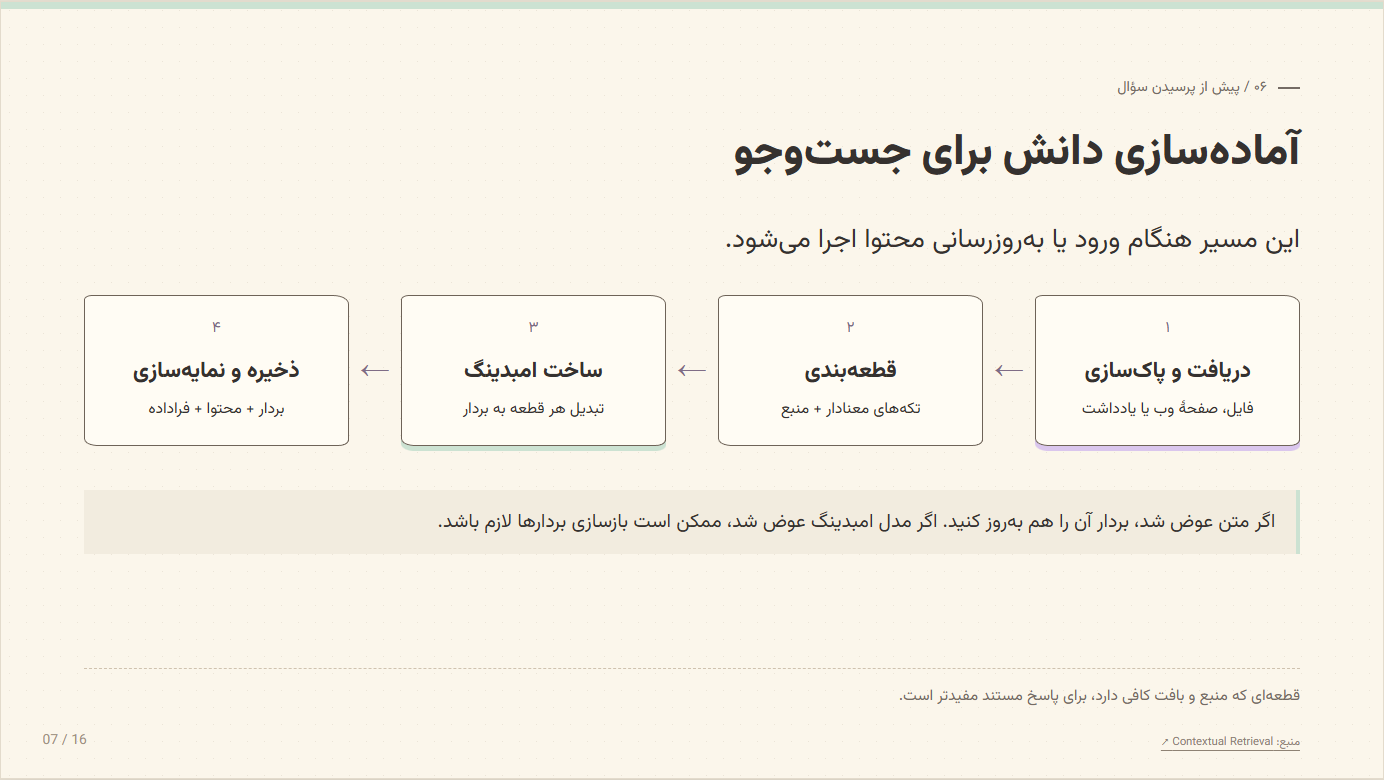 ۰۶ / پیش از پرسیدن سؤال
آماده‌سازی دانش برای جست‌وجو
این مسیر هنگام ورود یا به‌روزرسانی محتوا اجرا می‌شود.
۱
دریافت و پاک‌سازی
فایل، صفحهٔ وب یا یادداشت
←
۲
قطعه‌بندی
تکه‌های معنادار + منبع
←
۳
ساخت امبدینگ
تبدیل هر قطعه به بردار
←
۴
ذخیره و نمایه‌سازی
بردار + محتوا + فراداده
اگر متن عوض شد، بردار آن را هم به‌روز کنید. اگر مدل امبدینگ عوض شد، ممکن است بازسازی بردارها لازم باشد.
قطعه‌ای که منبع و بافت کافی دارد، برای پاسخ مستند مفیدتر است.
منبع: Contextual Retrieval ↗
07 / 16